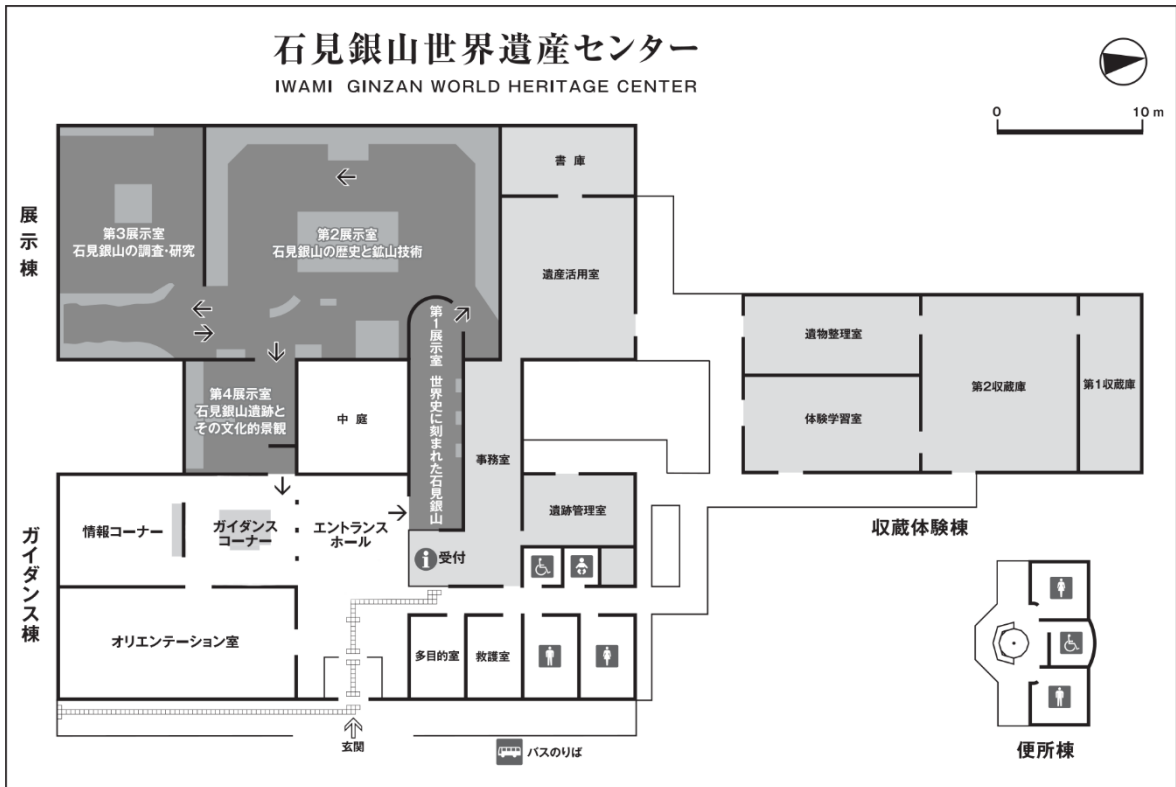 石見銀山世界遺産センター
IWAMI GINZAN WORLD HERITAGE CENTER
0 10 m
展示棟
書庫
第3展示室
石見銀山の調査・研究
第2展示室
石見銀山の歴史と鉱山技術
遺産活用室
第1展示室 世界史に刻まれた石見銀山
遺物整理室
第2収蔵庫
第1収蔵庫
体験学習室
第4展示室
石見銀山遺跡と
その文化的景観
中庭
事務室
収蔵体験棟
ガイダンス棟
情報コーナー
ガイダンス
コーナー
エントランス
ホール
遺跡管理室
i 受付
オリエンテーション室
多目的室
救護室
玄関
バスのりば
便所棟